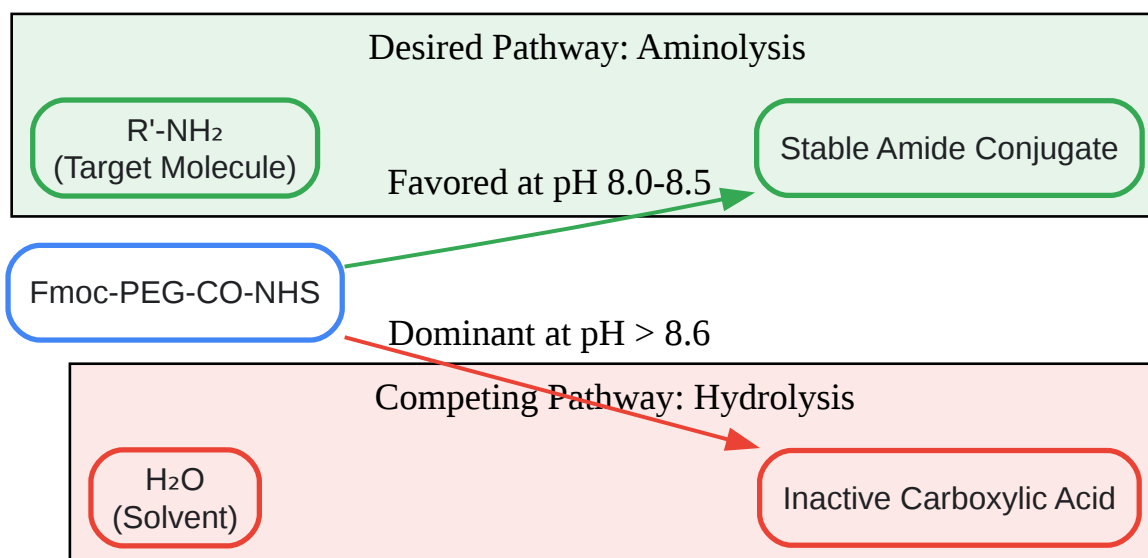 Desired Pathway: Aminolysis
R'-NH₂
(Target Molecule)
Stable Amide Conjugate
Favored at pH 8.0-8.5
Fmoc-PEG-CO-NHS
Dominant at pH > 8.6
Competing Pathway: Hydrolysis
H₂O
(Solvent)
Inactive Carboxylic Acid